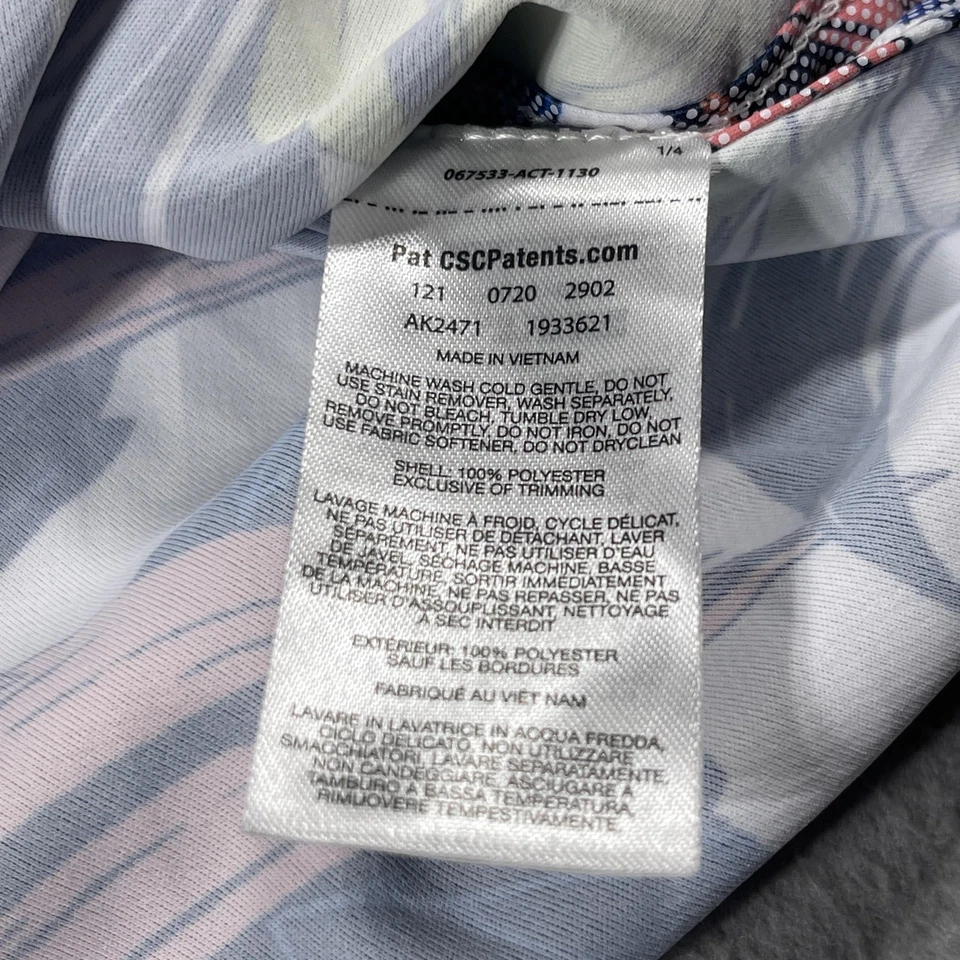 1/4
067533-ACT-1130
Pat CSCPatents.com
121 0720 2902
AK2471 1933621
MADE IN VIETNAM
MACHINE WASH COLD GENTLE, DO NOT
USE STAIN REMOVER, WASH SEPARATELY,
DO NOT BLEACH, TUMBLE DRY LOW,
REMOVE PROMPTLY, DO NOT IRON, DO NOT
USE FABRIC SOFTENER, DO NOT DRYCLEAN
SHELL: 100% POLYESTER
EXCLUSIVE OF TRIMMING
LAVAGE MACHINE À FROID, CYCLE DÉLICAT,
NE PAS UTILISER DE DÉTACHANT, LAVER
SÉPARÉMENT, NE PAS UTILISER D'EAU
DE JAVEL, SÉCHAGE MACHINE, BASSE
TEMPÉRATURE, SORTIR IMMÉDIATEMENT
DE LA MACHINE, NE PAS REPASSER, NE PAS
UTILISER D'ASSOUPLISSANT, NETTOYAGE
À SEC INTERDIT
EXTÉRIEUR: 100% POLYESTER
SAUF LES BORDURES
FABRIQUÉ AU VIÊT NAM
LAVARE IN LAVATRICE IN ACQUA FREDDA,
CICLO DELICATO, NON UTILIZZARE
SMACCHIATORI, LAVARE SEPARATAMENTE,
NON CANDEGGIARE, ASCIUGARE A
TAMBURO A BASSA TEMPERATURA,
RIMUOVERE TEMPESTIVAMENTE,